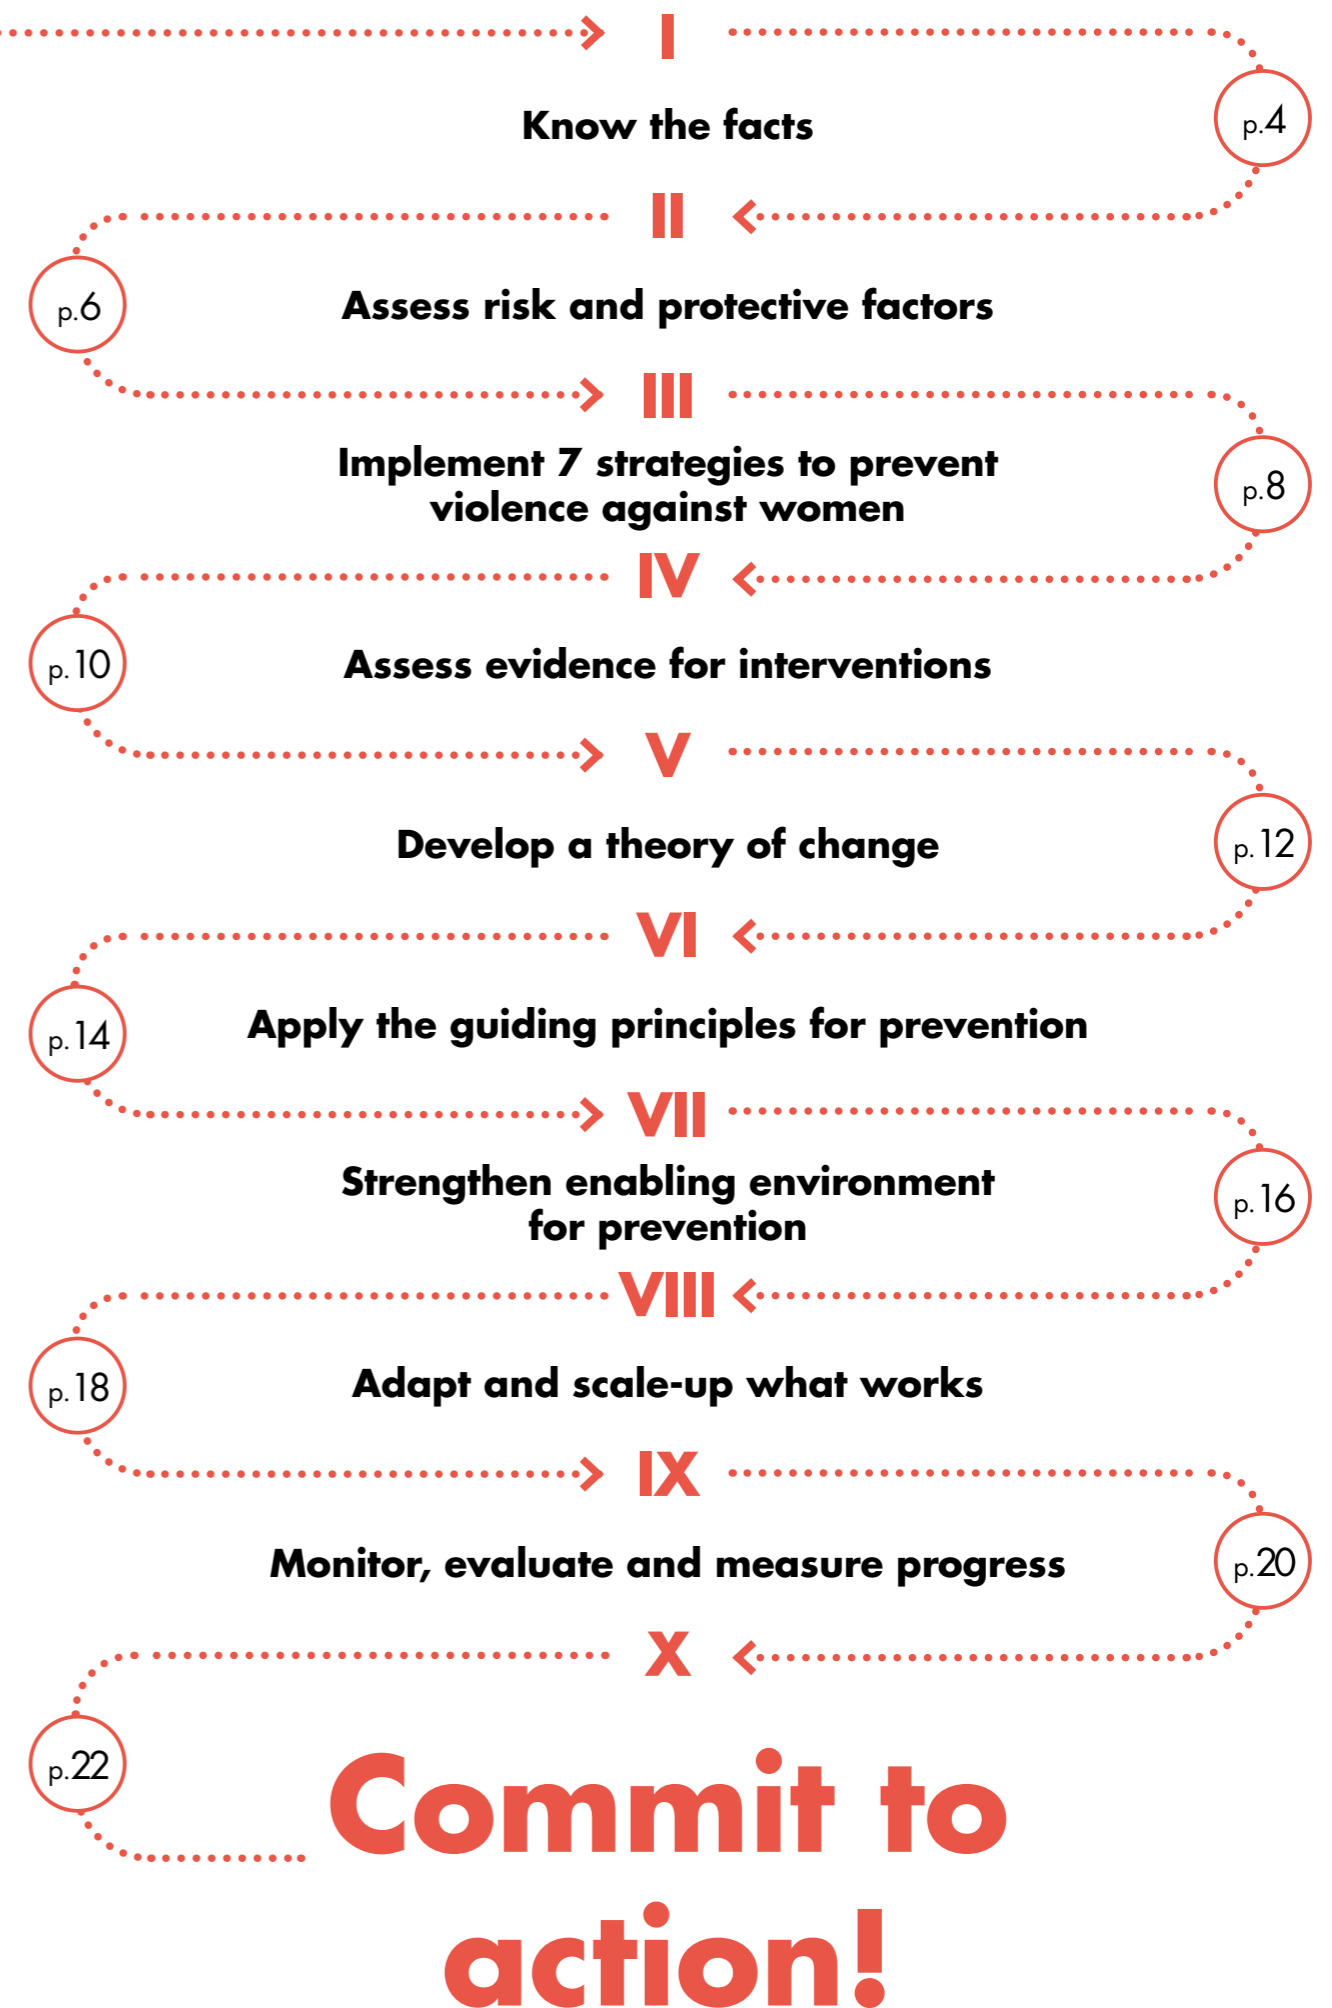 I
Know the facts
p.4
II
Assess risk and protective factors
p.6
III
Implement 7 strategies to prevent
violence against women
p.8
IV
Assess evidence for interventions
p.10
V
Develop a theory of change
p.12
VI
Apply the guiding principles for prevention
p.14
VII
Strengthen enabling environment
for prevention
p.16
VIII
Adapt and scale-up what works
p.18
IX
Monitor, evaluate and measure progress
p.20
X
p.22
Commit to
action!